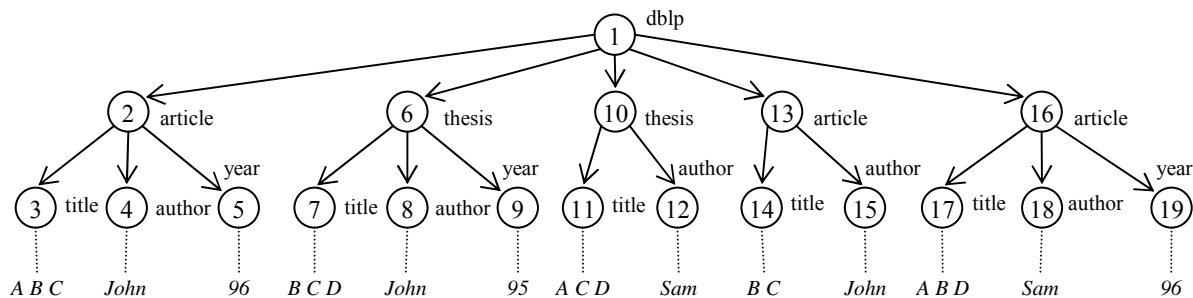 1 dblp
2 article 6 thesis 10 thesis 13 article 16 article
year year author author year
3 title 4 author 5 7 title 8 author 9 11 title 12 14 title 15 17 title 18 author 19
A B C John 96 B C D John 95 A C D Sam B C John A B D Sam 96